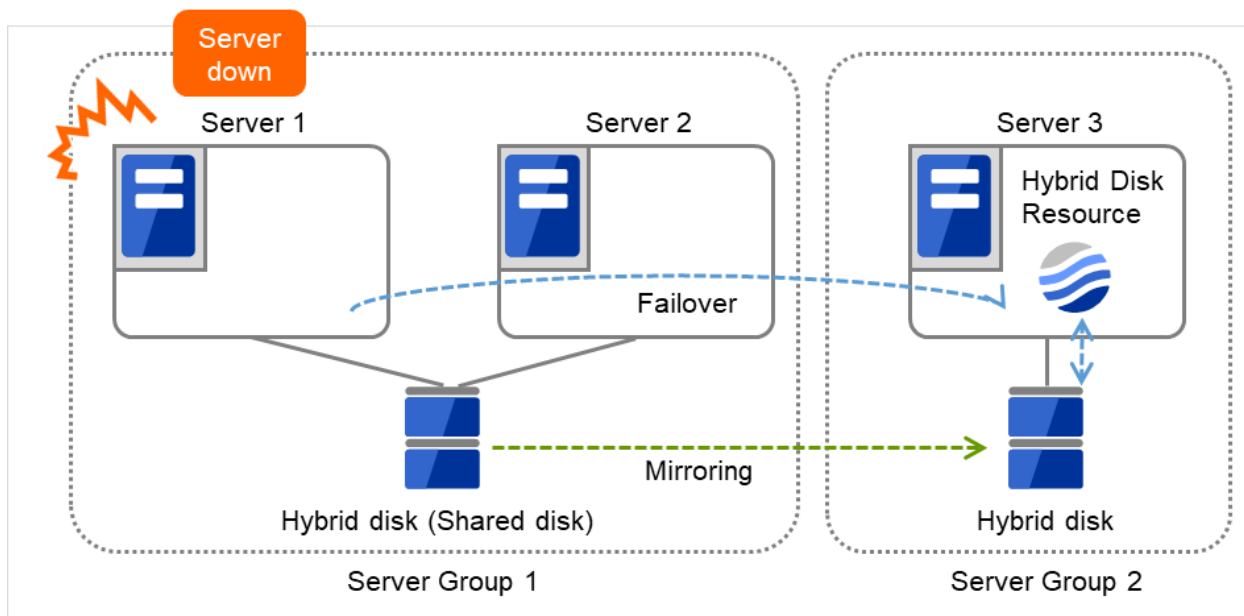 Server
down
Server 1
Server 2
Server 3
Hybrid Disk
Resource
Failover
Mirroring
Hybrid disk (Shared disk)
Hybrid disk
Server Group 1
Server Group 2